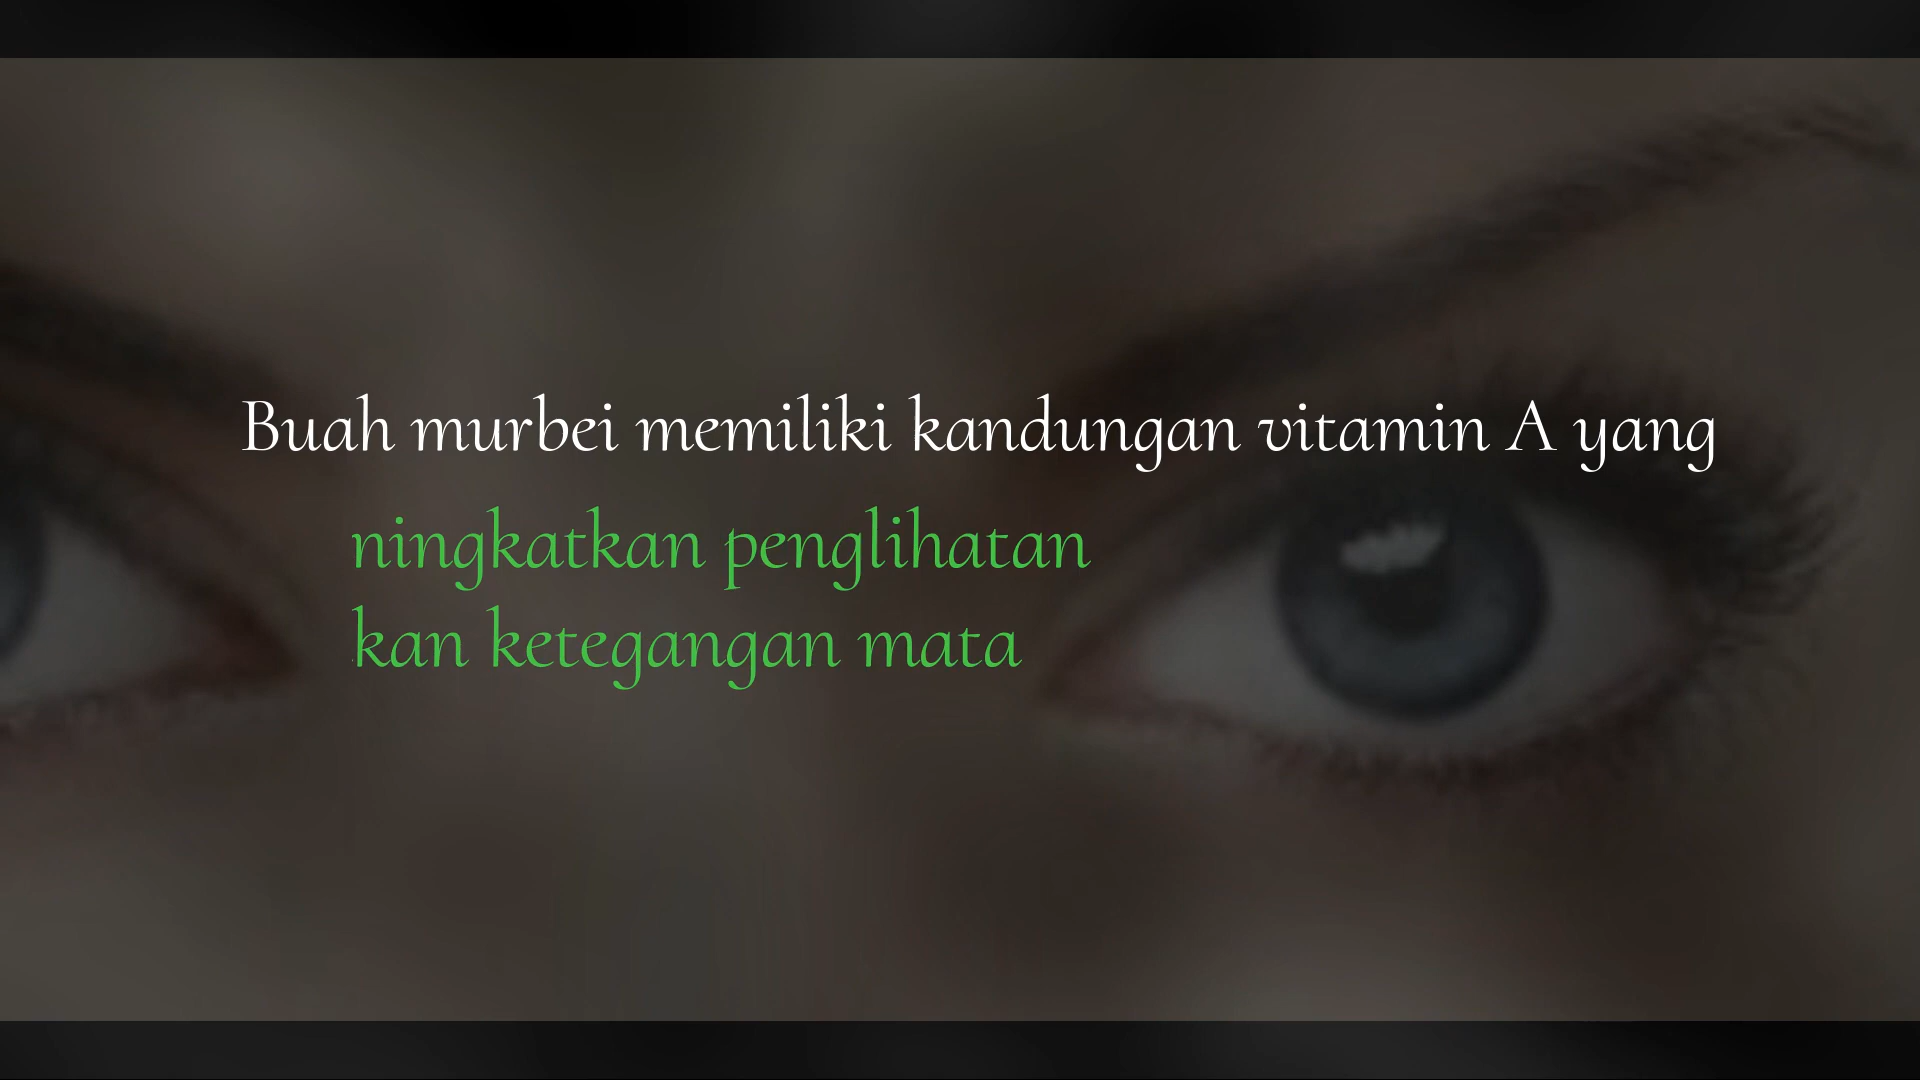 Buah murbei memiliki kandungan vitamin A yang
ningkatkan penglihatan
kan ketegangan mata